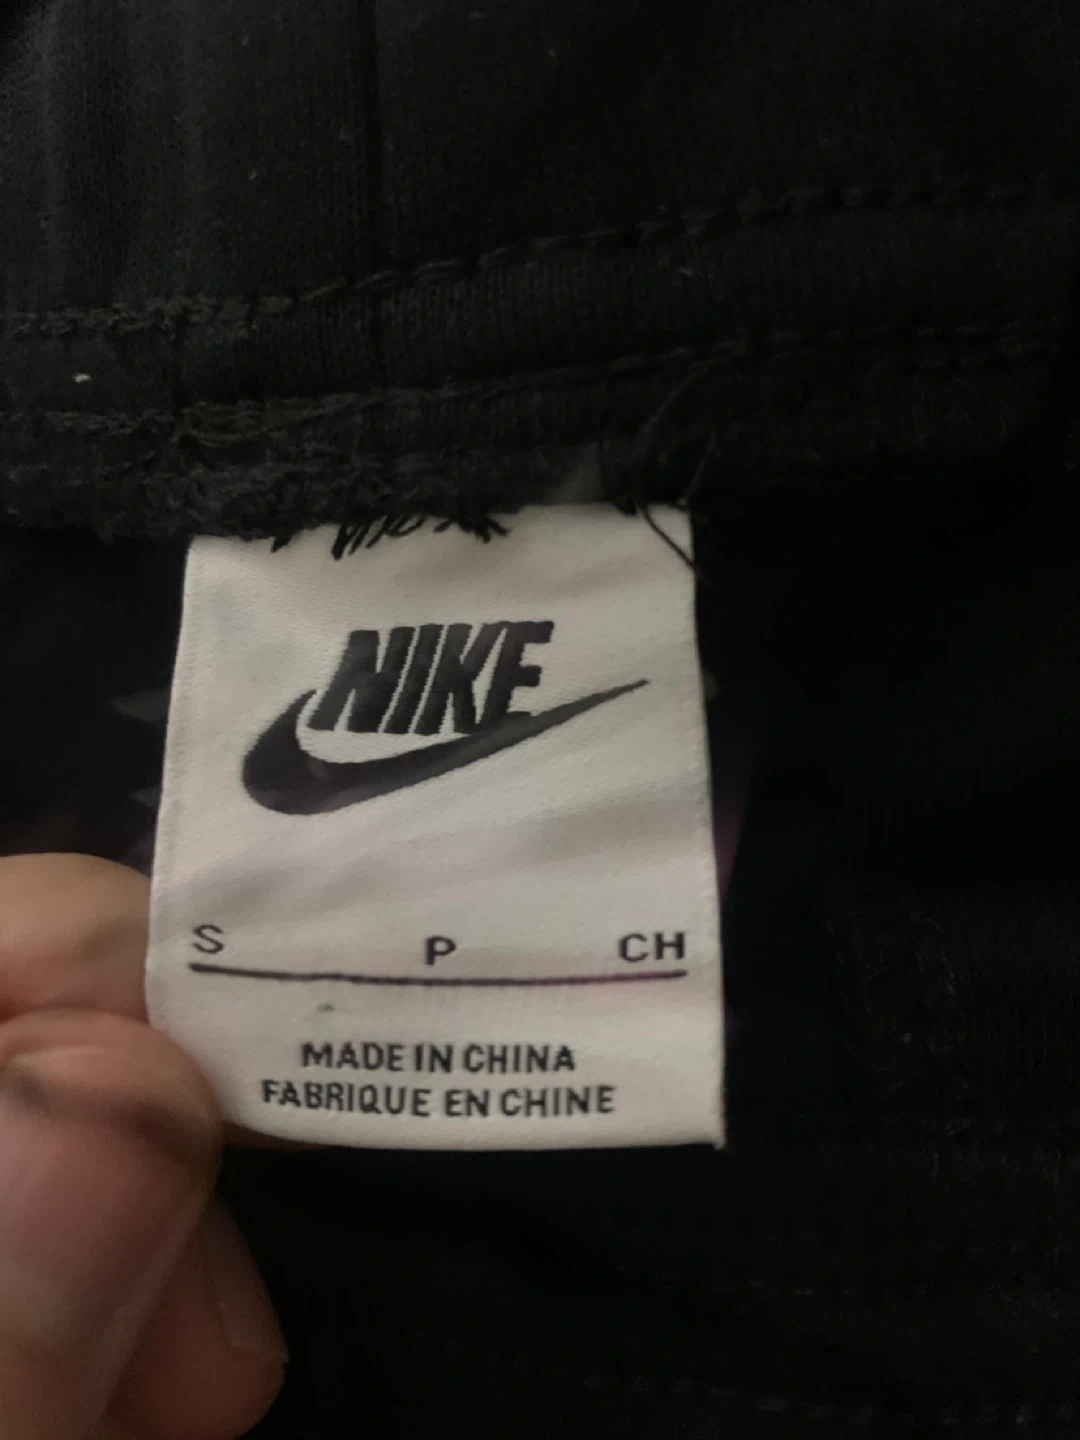 NIKE
S P CH
MADE IN CHINA
FABRIQUE EN CHINE